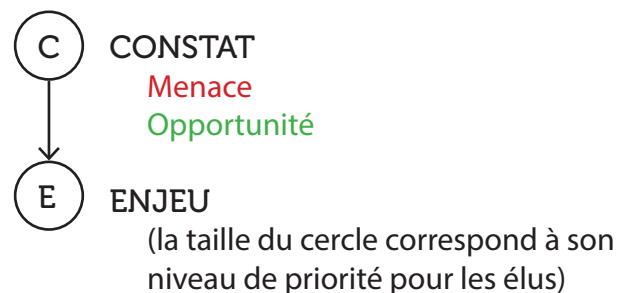 C CONSTAT
Menace
Opportunité
E ENJEU
(la taille du cercle correspond à son
niveau de priorité pour les élus)